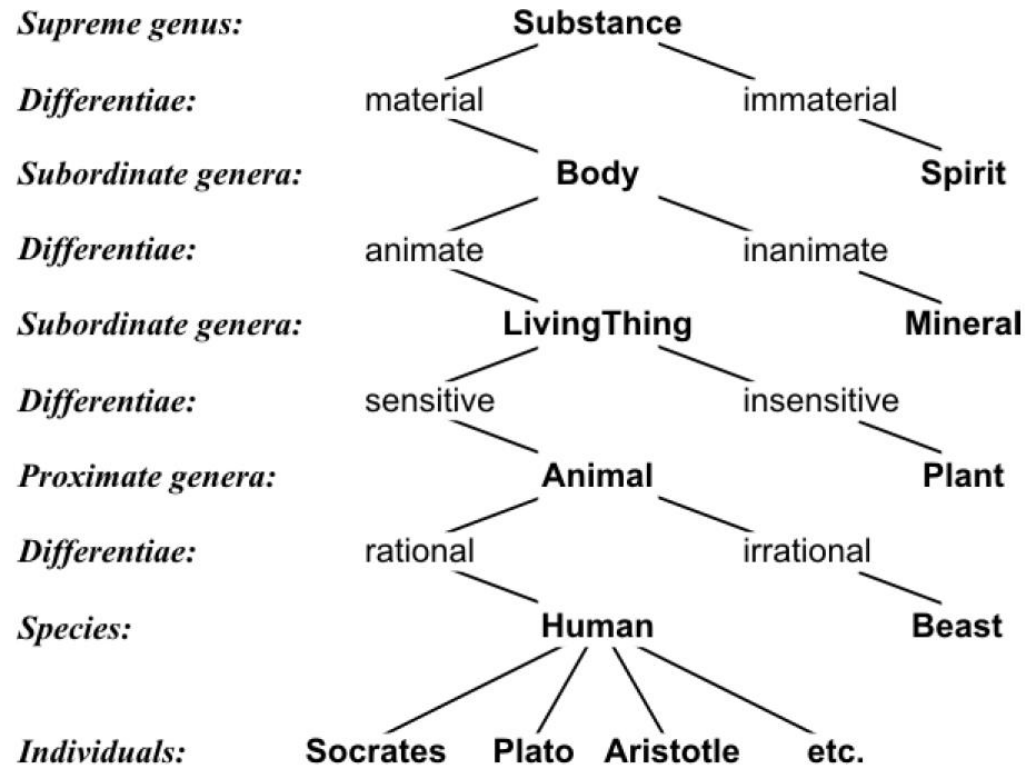 Supreme genus: Substance
Differentiae: material immaterial
Subordinate genera: Body Spirit
Differentiae: animate inanimate
Subordinate genera: LivingThing Mineral
Differentiae: sensitive insensitive
Proximate genera: Animal Plant
Differentiae: rational irrational
Species: Human Beast
Individuals: Socrates Plato Aristotle etc.